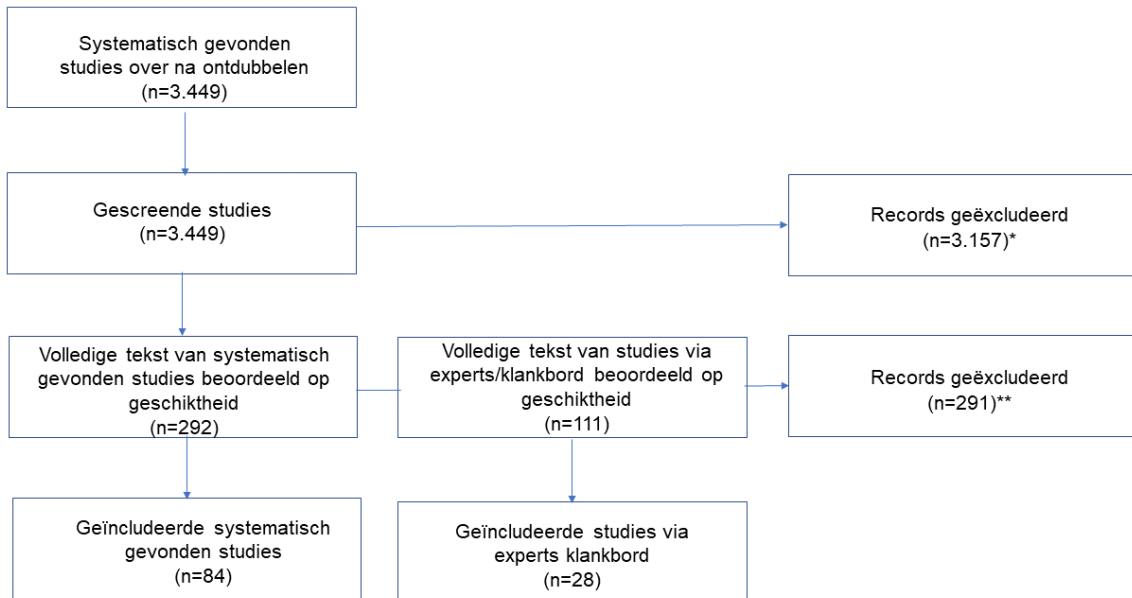 Systematisch gevonden
studies over na ontdubbelen
(n=3.449)
Gescreende studies
(n=3.449)
Records geëxcludeerd
(n=3.157)*
Volledige tekst van systematisch
gevonden studies beoordeeld op
geschiktheid
(n=292)
Volledige tekst van studies via
experts/klankbord beoordeeld op
geschiktheid
(n=111)
Records geëxcludeerd
(n=291)**
Geïncludeerde systematisch
gevonden studies
(n=84)
Geïncludeerde studies via
experts klankbord
(n=28)